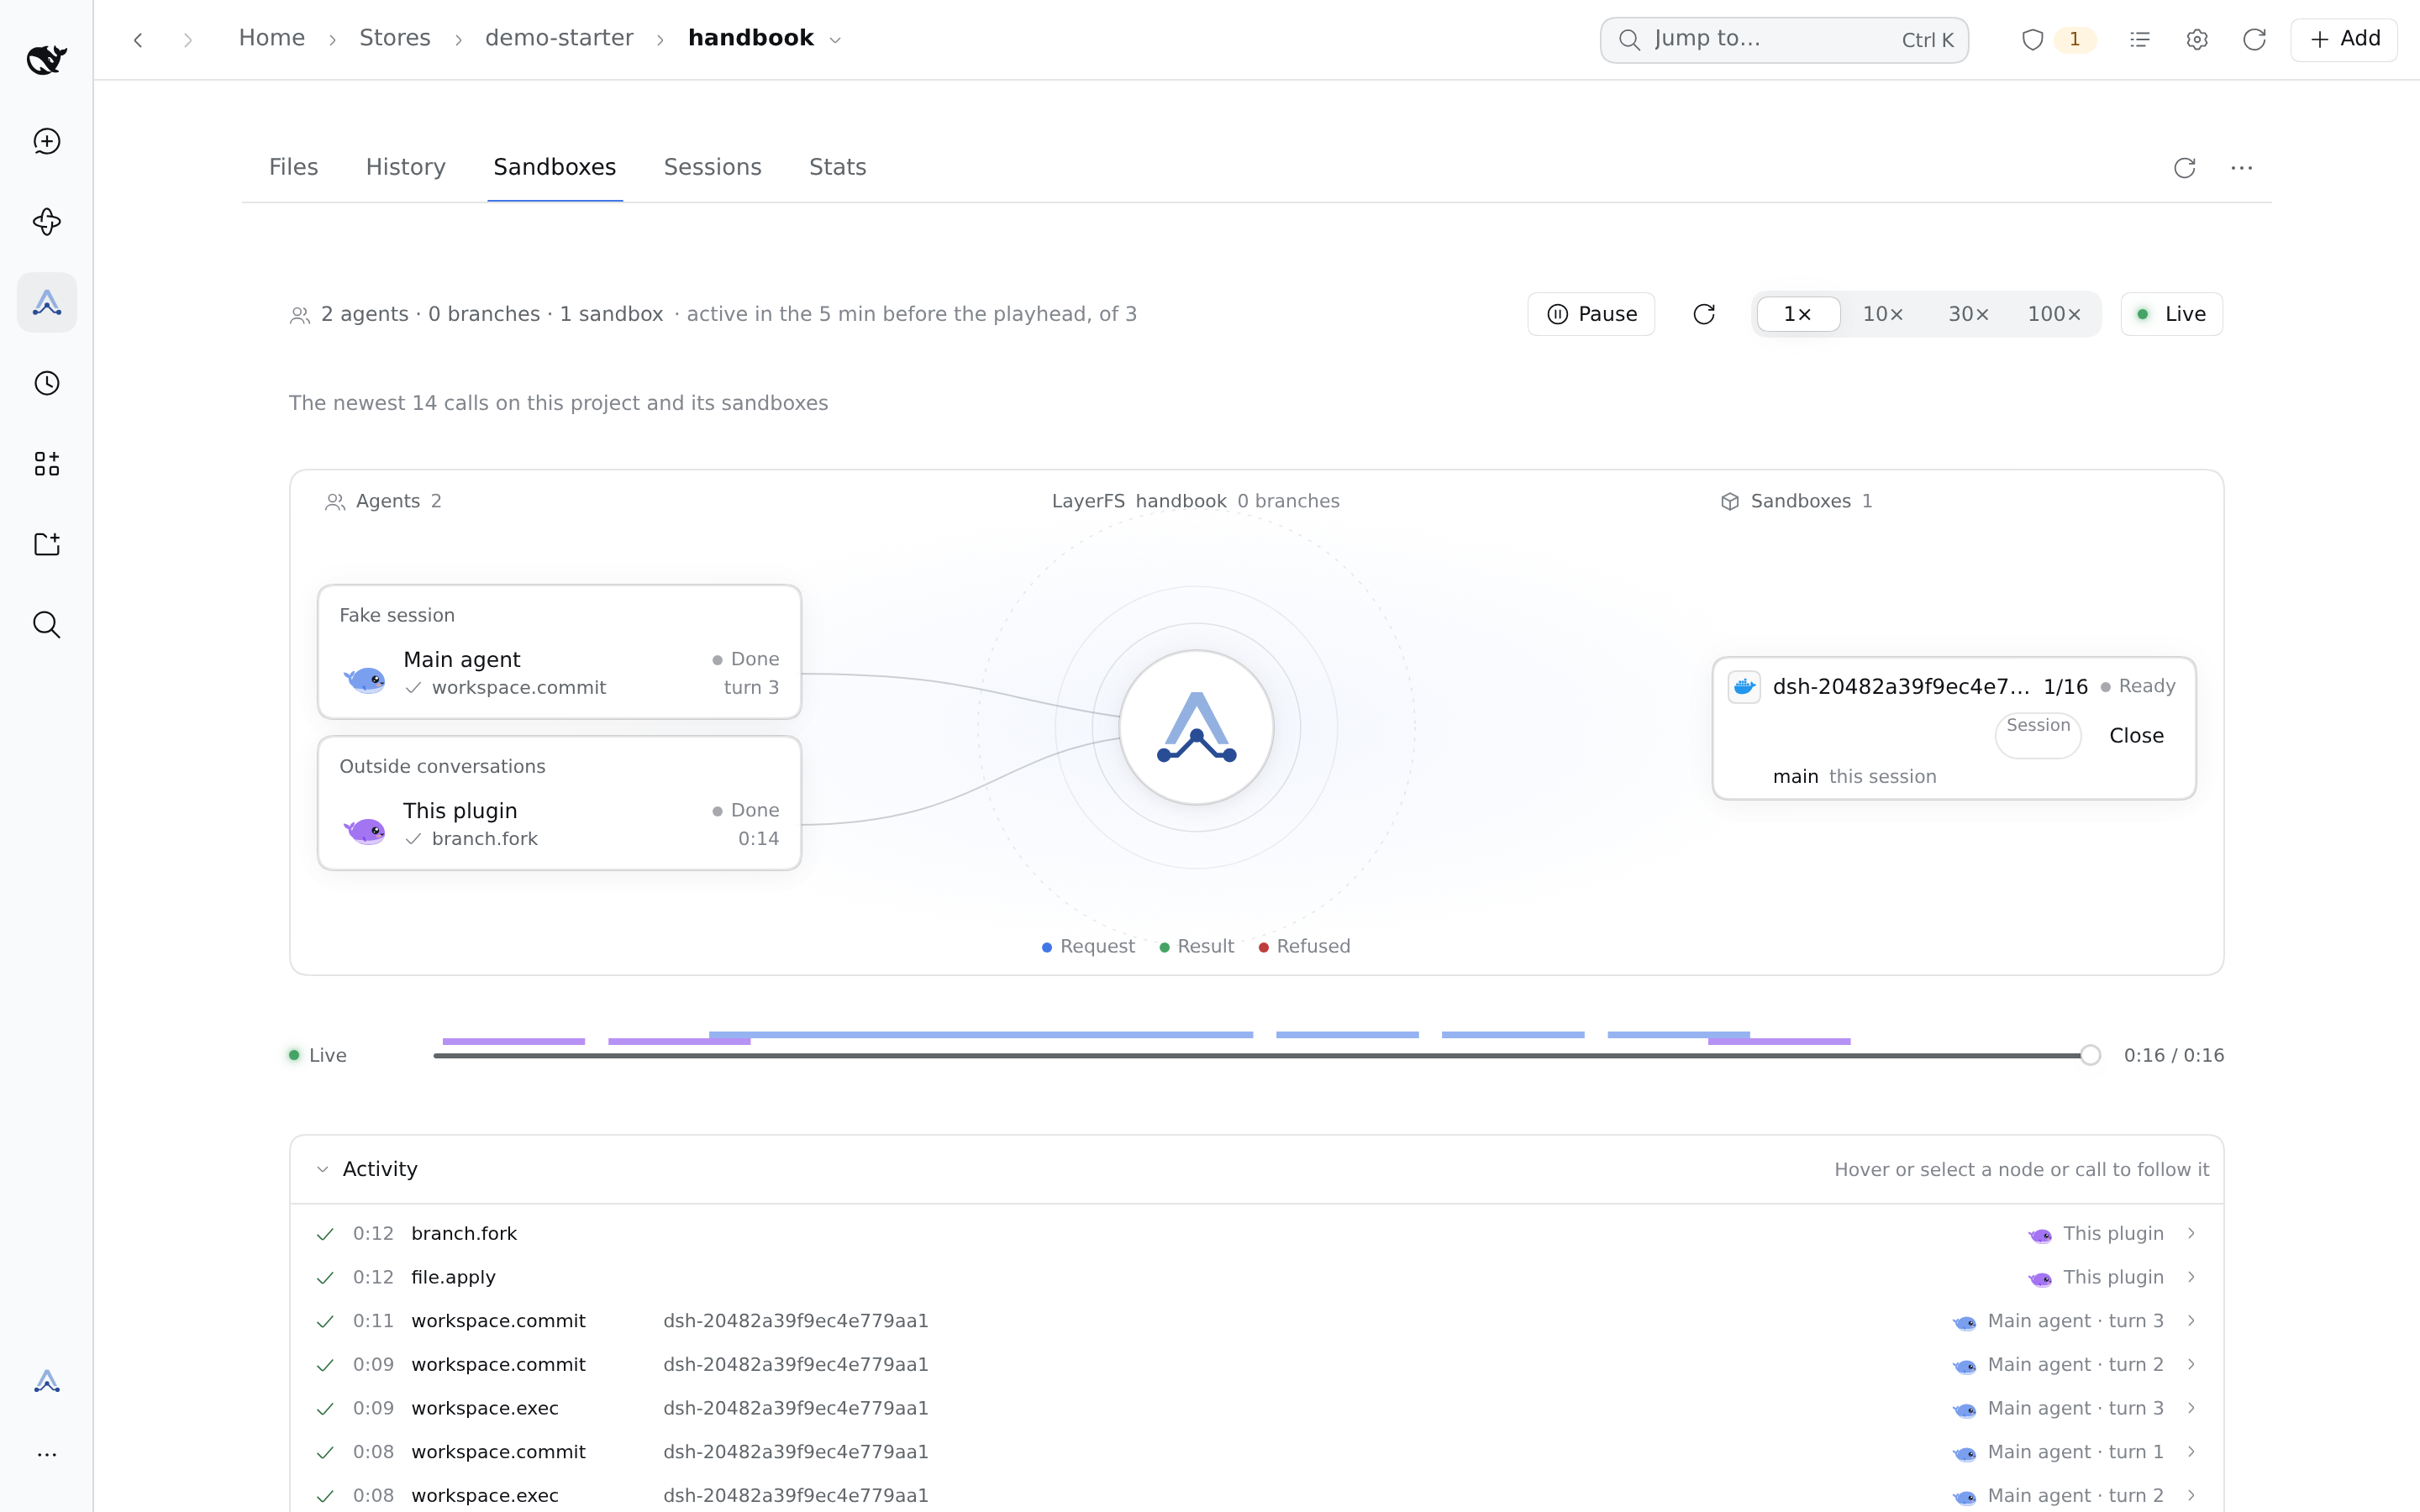 Home › Stores › demo-starter › handbook
Jump to... Ctrl K
1
Add
Files History Sandboxes Sessions Stats
2 agents · 0 branches · 1 sandbox · active in the 5 min before the playhead, of 3
Pause
1× 10× 30× 100×
Live
The newest 14 calls on this project and its sandboxes
Agents 2
LayerFS handbook 0 branches
Sandboxes 1
Fake session
Main agent Done
workspace.commit turn 3
Outside conversations
This plugin Done
branch.fork 0:14
dsh-20482a39f9ec4e7... 1/16 Ready
Session Close
main this session
Request Result Refused
Live 0:16 / 0:16
Activity Hover or select a node or call to follow it
0:12 branch.fork This plugin
0:12 file.apply This plugin
0:11 workspace.commit dsh-20482a39f9ec4e779aa1 Main agent · turn 3
0:09 workspace.commit dsh-20482a39f9ec4e779aa1 Main agent · turn 2
0:09 workspace.exec dsh-20482a39f9ec4e779aa1 Main agent · turn 3
0:08 workspace.commit dsh-20482a39f9ec4e779aa1 Main agent · turn 1
0:08 workspace.exec dsh-20482a39f9ec4e779aa1 Main agent · turn 2